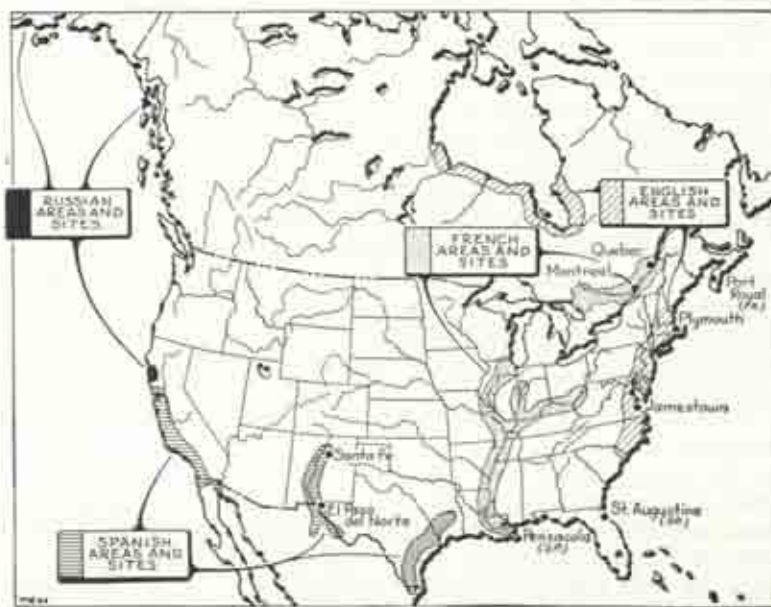 RUSSIAN
AREAS AND
SITES
ENGLISH
AREAS AND
SITES
FRENCH
AREAS AND
SITES
Quebec
Montreal
Port
Royal
(Fr.)
Plymouth
Jamestown
Santa Fe
El Paso
del Norte
St. Augustine
(Sp.)
Pensacola
(Sp.)
SPANISH
AREAS AND
SITES